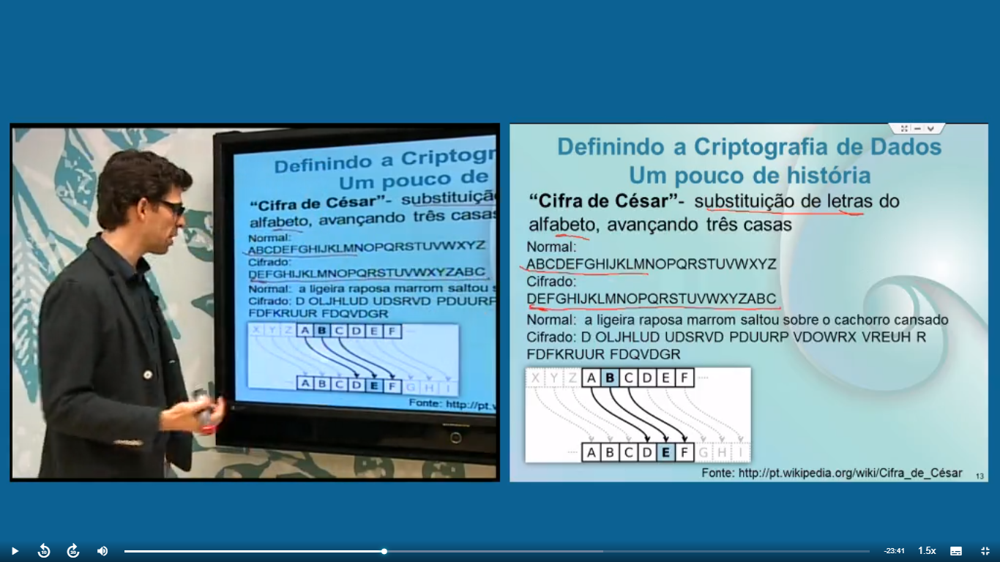 Definindo a Criptogr
Um pouco de
“Cifra de César”- substituiçã
alfabeto, avançando três casas
Normal:
ABCDEFGHIJKLMNOPQRSTUVWXYZ
Cifrado:
DEFGHIJKLMNOPQRSTUVWXYZABC
Normal: a ligeira raposa marrom saltou s
Cifrado: D OLJHLUD UDSRVD PDUURP
FDFKRUUR FDQVDGR
X Y Z A B C D E F
A B C D E F G H I
Fonte: http://pt.w
Definindo a Criptografia de Dados
Um pouco de história
“Cifra de César”- substituição de letras do
alfabeto, avançando três casas
Normal:
ABCDEFGHIJKLMNOPQRSTUVWXYZ
Cifrado:
DEFGHIJKLMNOPQRSTUVWXYZABC
Normal: a ligeira raposa marrom saltou sobre o cachorro cansado
Cifrado: D OLJHLUD UDSRVD PDUURP VDOWRX VREUH R
FDFKRUUR FDQVDGR
X Y Z A B C D E F ....
.... A B C D E F G H I
Fonte: http://pt.wikipedia.org/wiki/Cifra_de_César
13
10 30 -23:41 1.5x